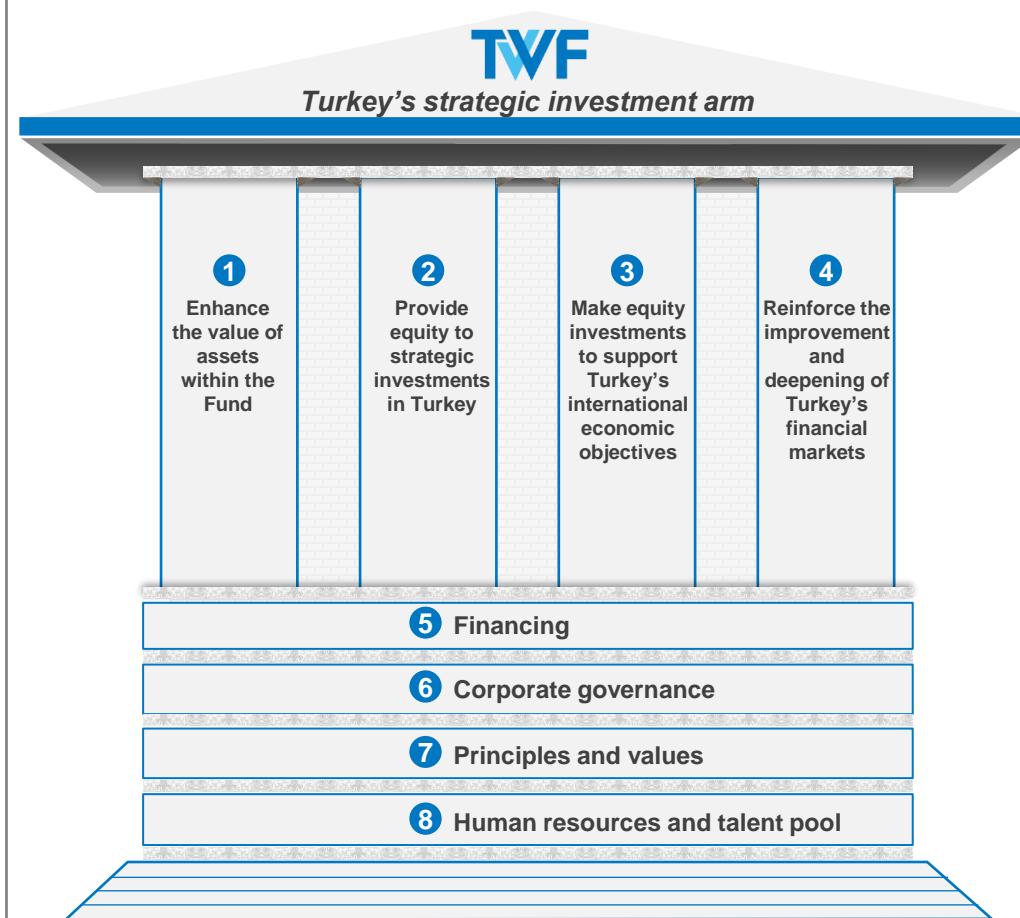 TWF
Turkey's strategic investment arm
1
Enhance
the value of
assets
within the
Fund
2
Provide
equity to
strategic
investments
in Turkey
3
Make equity
investments
to support
Turkey's
international
economic
objectives
4
Reinforce the
improvement
and
deepening of
Turkey's
financial
markets
5 Financing
6 Corporate governance
7 Principles and values
8 Human resources and talent pool